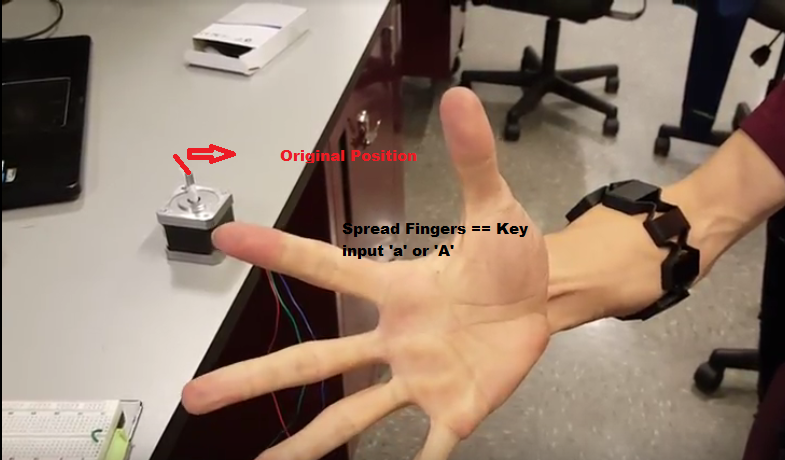 Original Position
Spread Fingers == Key
input 'a' or 'A'